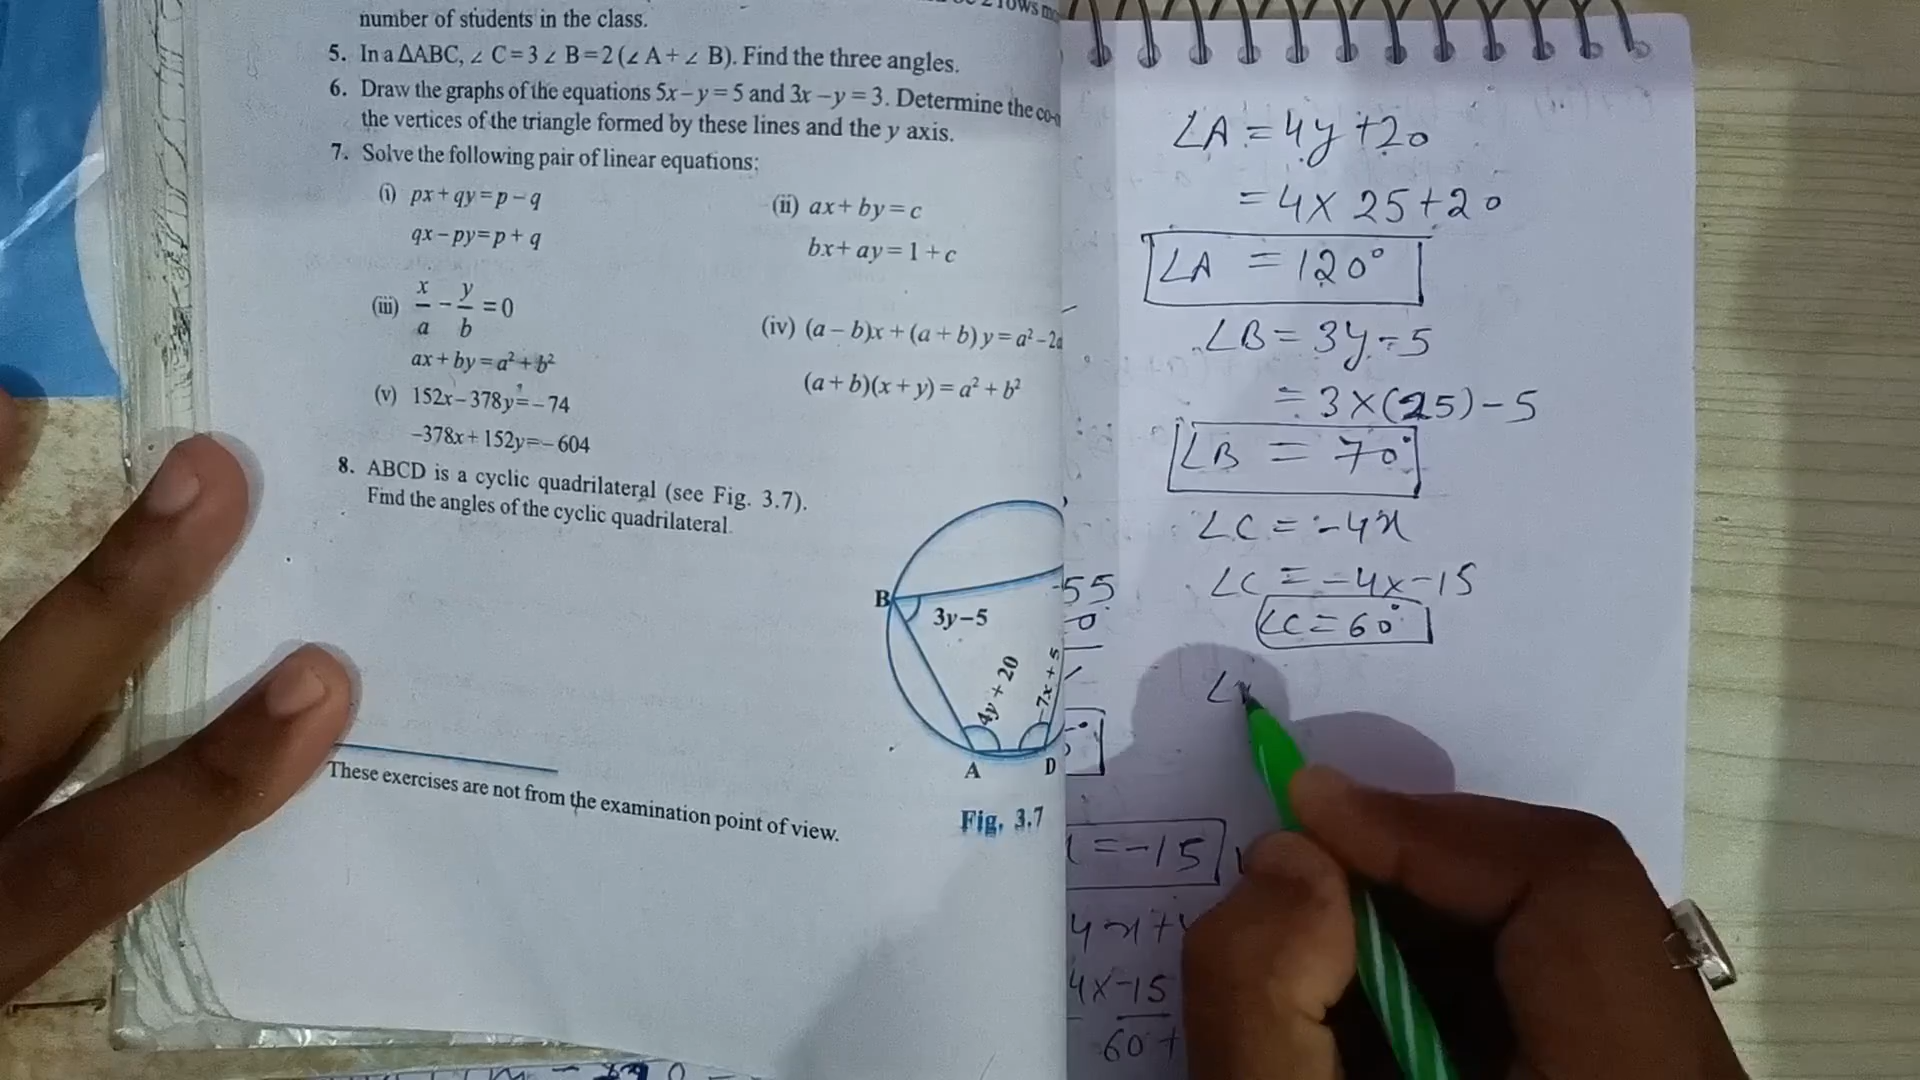 number of students in the class.
5. In a ΔABC, ∠ C = 3 ∠ B = 2 (∠ A + ∠ B). Find the three angles.
6. Draw the graphs of the equations 5x – y = 5 and 3x – y = 3. Determine the co-o
the vertices of the triangle formed by these lines and the y axis.
7. Solve the following pair of linear equations:
(i) px + qy = p – q
qx – py = p + q
(ii) ax + by = c
bx + ay = 1 + c
(iii) x/a – y/b = 0
ax + by = a² + b²
(iv) (a – b)x + (a + b) y = a² – 2a
(a + b)(x + y) = a² + b²
(v) 152x – 378y = – 74
–378x + 152y = – 604
8. ABCD is a cyclic quadrilateral (see Fig. 3.7).
Find the angles of the cyclic quadrilateral.
B
3y – 5
4y + 20
–7x + 5
A
D
Fig. 3.7
These exercises are not from the examination point of view.
∠A = 4y + 20
= 4 × 25 + 20
∠A = 120°
∠B = 3y – 5
= 3 × (25) – 5
∠B = 70°
∠C = –4x
∠C = –4x – 15
∠C = 60°
∠
55
0
= –15
4x +
4x –15
60 +